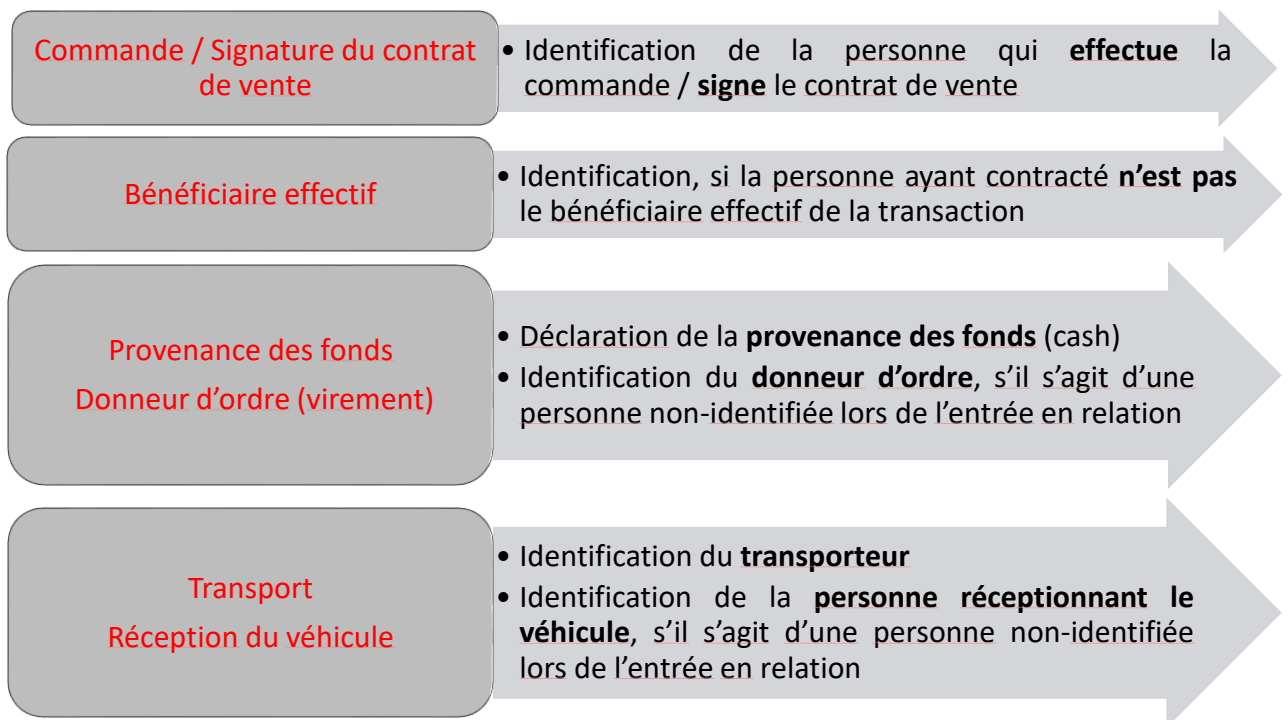 Commande / Signature du contrat
de vente
• Identification de la personne qui effectue la
commande / signe le contrat de vente
Bénéficiaire effectif
• Identification, si la personne ayant contracté n’est pas
le bénéficiaire effectif de la transaction
Provenance des fonds
Donneur d’ordre (virement)
• Déclaration de la provenance des fonds (cash)
• Identification du donneur d’ordre, s’il s’agit d’une
personne non-identifiée lors de l’entrée en relation
Transport
Réception du véhicule
• Identification du transporteur
• Identification de la personne réceptionnant le
véhicule, s’il s’agit d’une personne non-identifiée
lors de l’entrée en relation